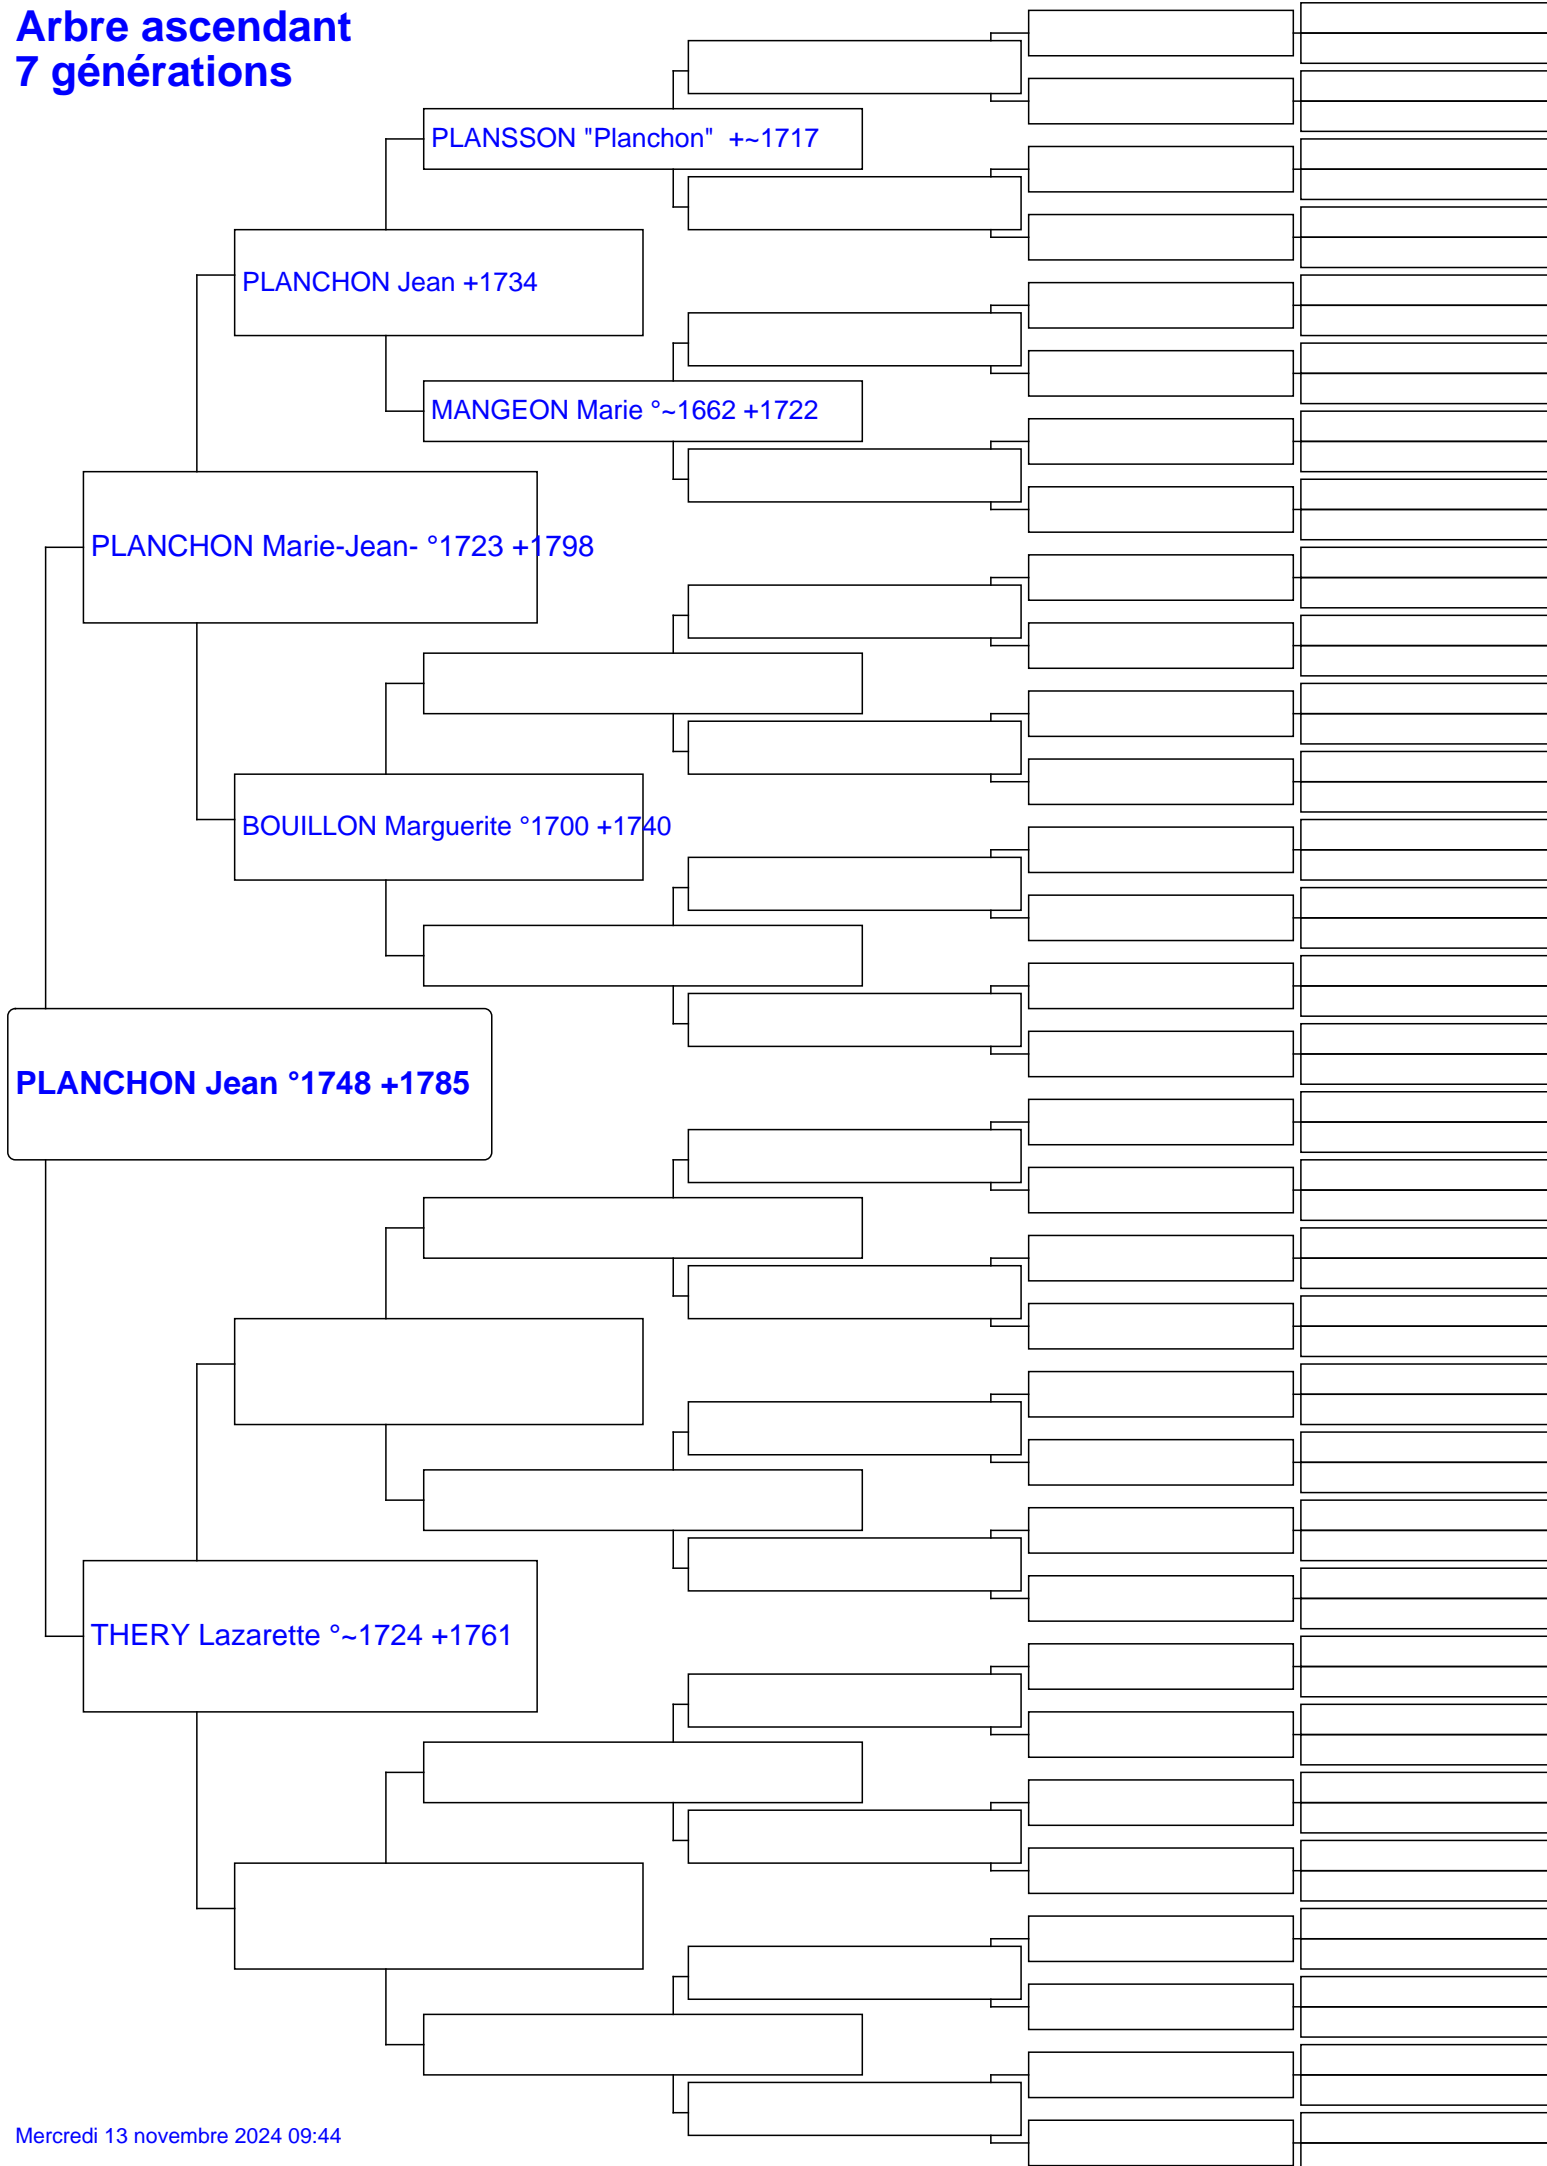 Arbre ascendant
7 générations
PLANSSON "Planchon"  +~1717
PLANCHON Jean +1734
MANGEON Marie °~1662 +1722
PLANCHON Marie-Jean- °1723 +1798
BOUILLON Marguerite °1700 +1740
PLANCHON Jean °1748 +1785
THERY Lazarette °~1724 +1761
Mercredi 13 novembre 2024 09:44